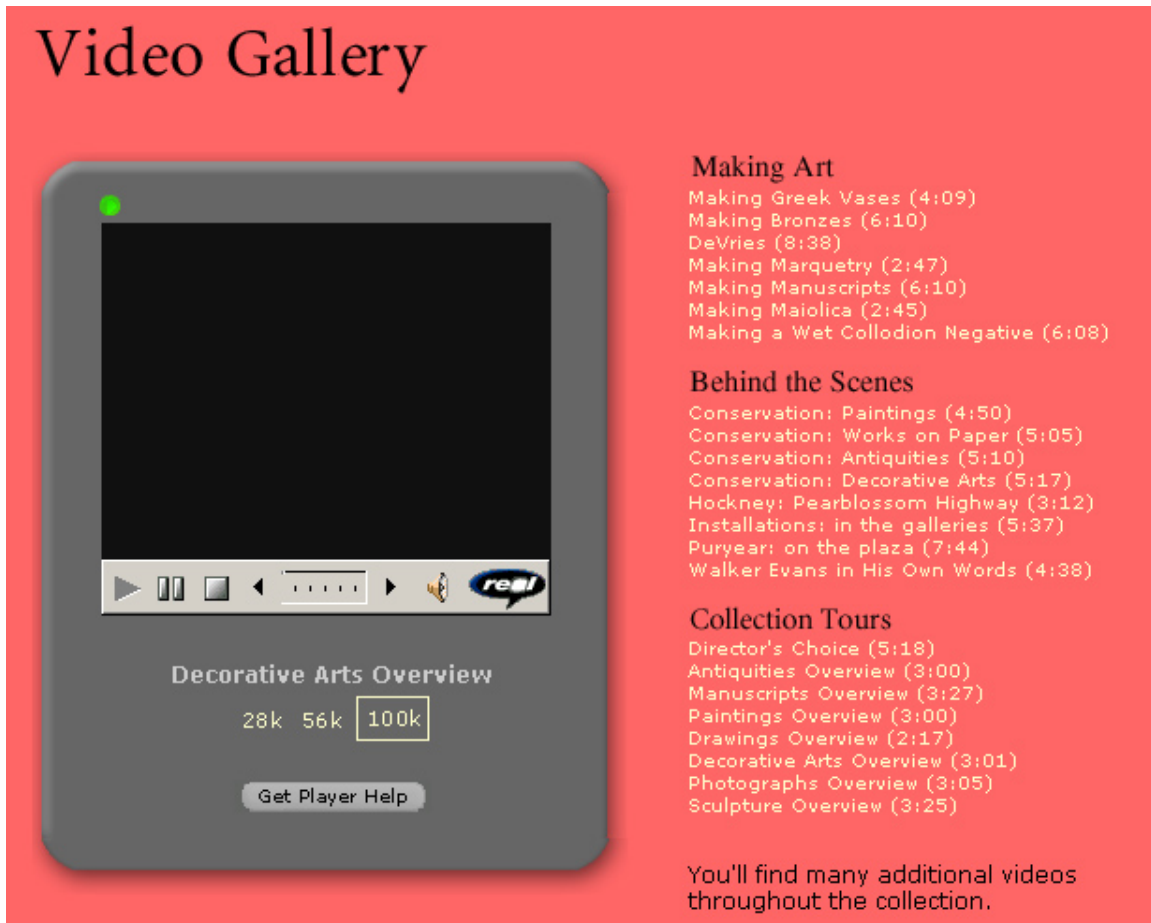 Video Gallery
Decorative Arts Overview
28k 56k 100k
Get Player Help
real
Making Art
Making Greek Vases (4:09)
Making Bronzes (6:10)
DeVries (8:38)
Making Marquetry (2:47)
Making Manuscripts (6:10)
Making Maiolica (2:45)
Making a Wet Collodion Negative (6:08)
Behind the Scenes
Conservation: Paintings (4:50)
Conservation: Works on Paper (5:05)
Conservation: Antiquities (5:10)
Conservation: Decorative Arts (5:17)
Hockney: Pearblossom Highway (3:12)
Installations: in the galleries (5:37)
Puryear: on the plaza (7:44)
Walker Evans in His Own Words (4:38)
Collection Tours
Director's Choice (5:18)
Antiquities Overview (3:00)
Manuscripts Overview (3:27)
Paintings Overview (3:00)
Drawings Overview (2:17)
Decorative Arts Overview (3:01)
Photographs Overview (3:05)
Sculpture Overview (3:25)
You'll find many additional videos
throughout the collection.